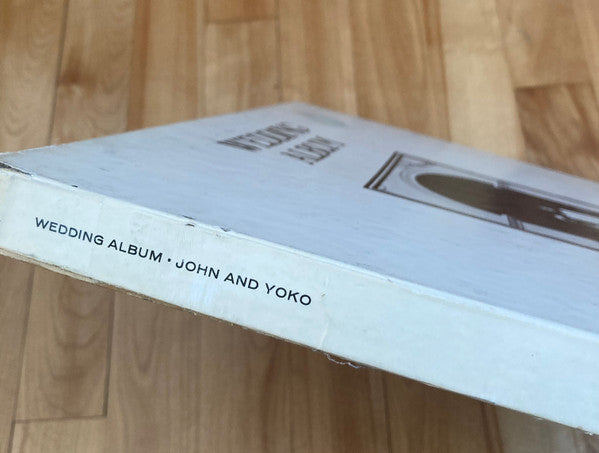 WEDDING
ALBUM
WEDDING ALBUM • JOHN AND YOKO